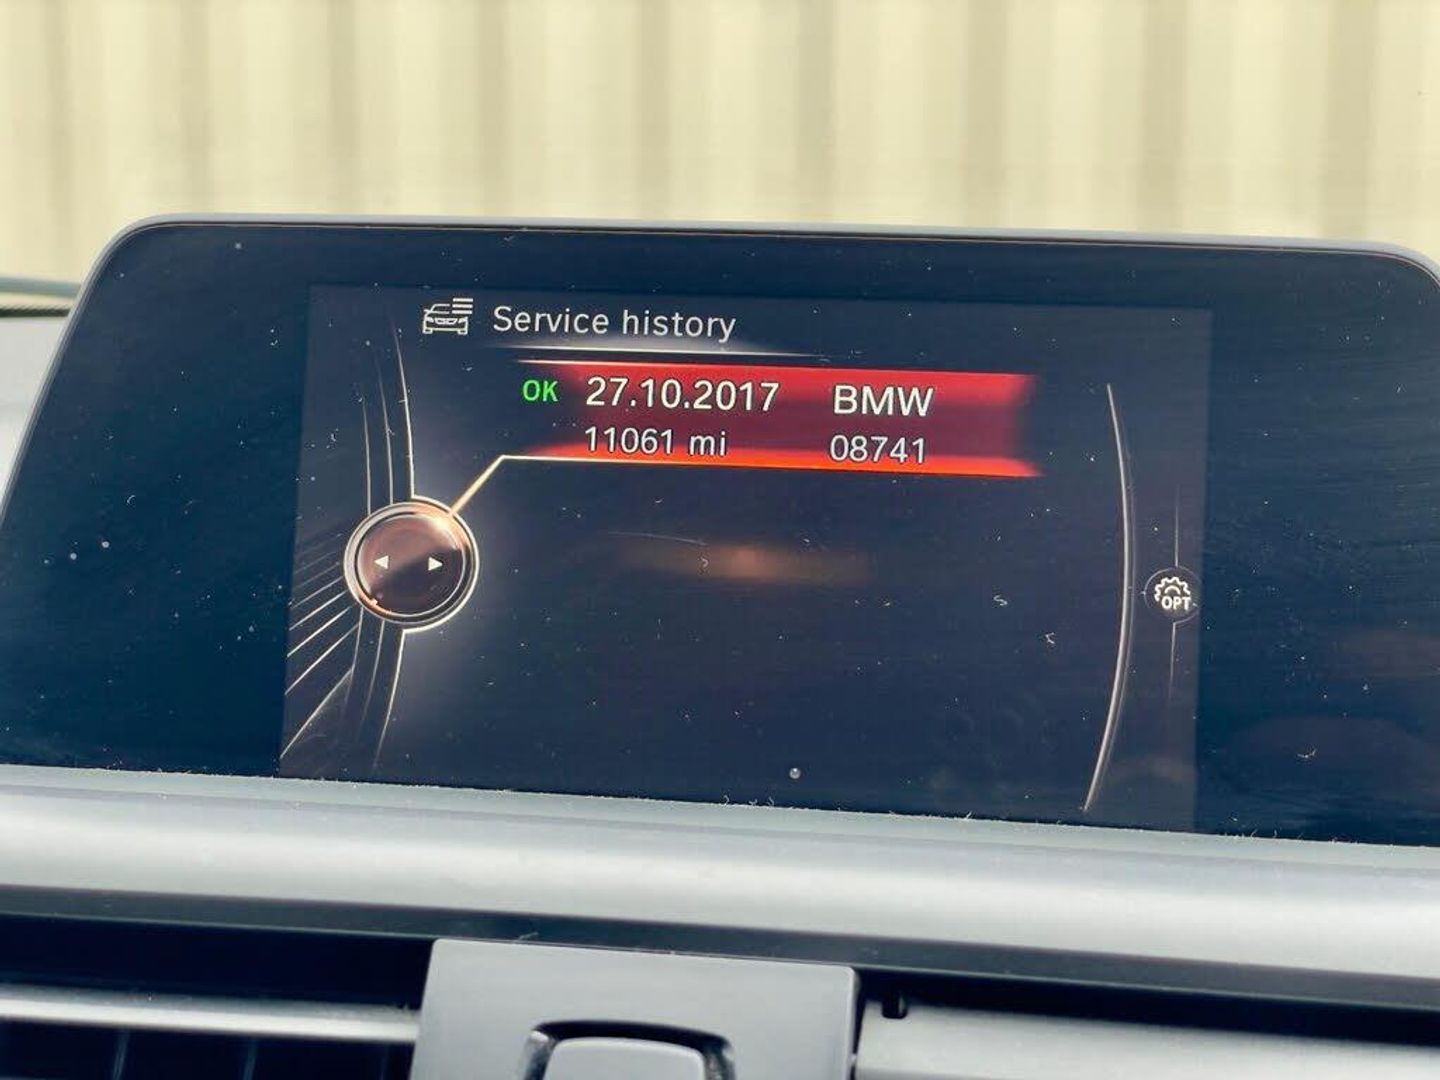 Service history
OK 27.10.2017 BMW
11061 mi 08741
OPT